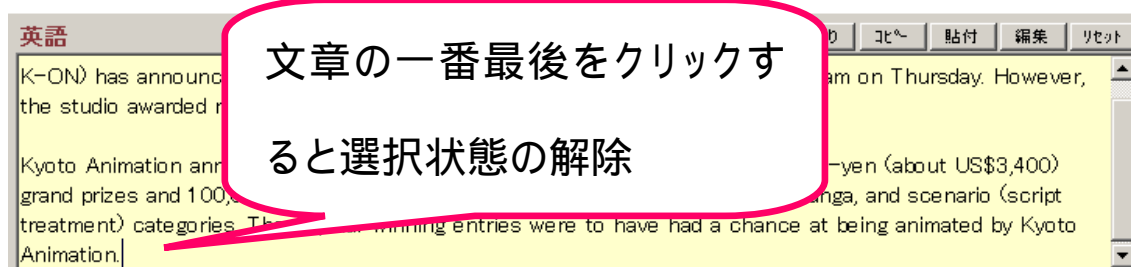 英語
り コピー 貼付 編集 リセット
文章の一番最後をクリックす
ると選択状態の解除
K-ON) has announc am on Thursday. However,
the studio awarded
Kyoto Animation ann -yen (about US$3,400)
grand prizes and 100, nga, and scenario (script
treatment) categories. winning entries were to have had a chance at being animated by Kyoto
Animation.